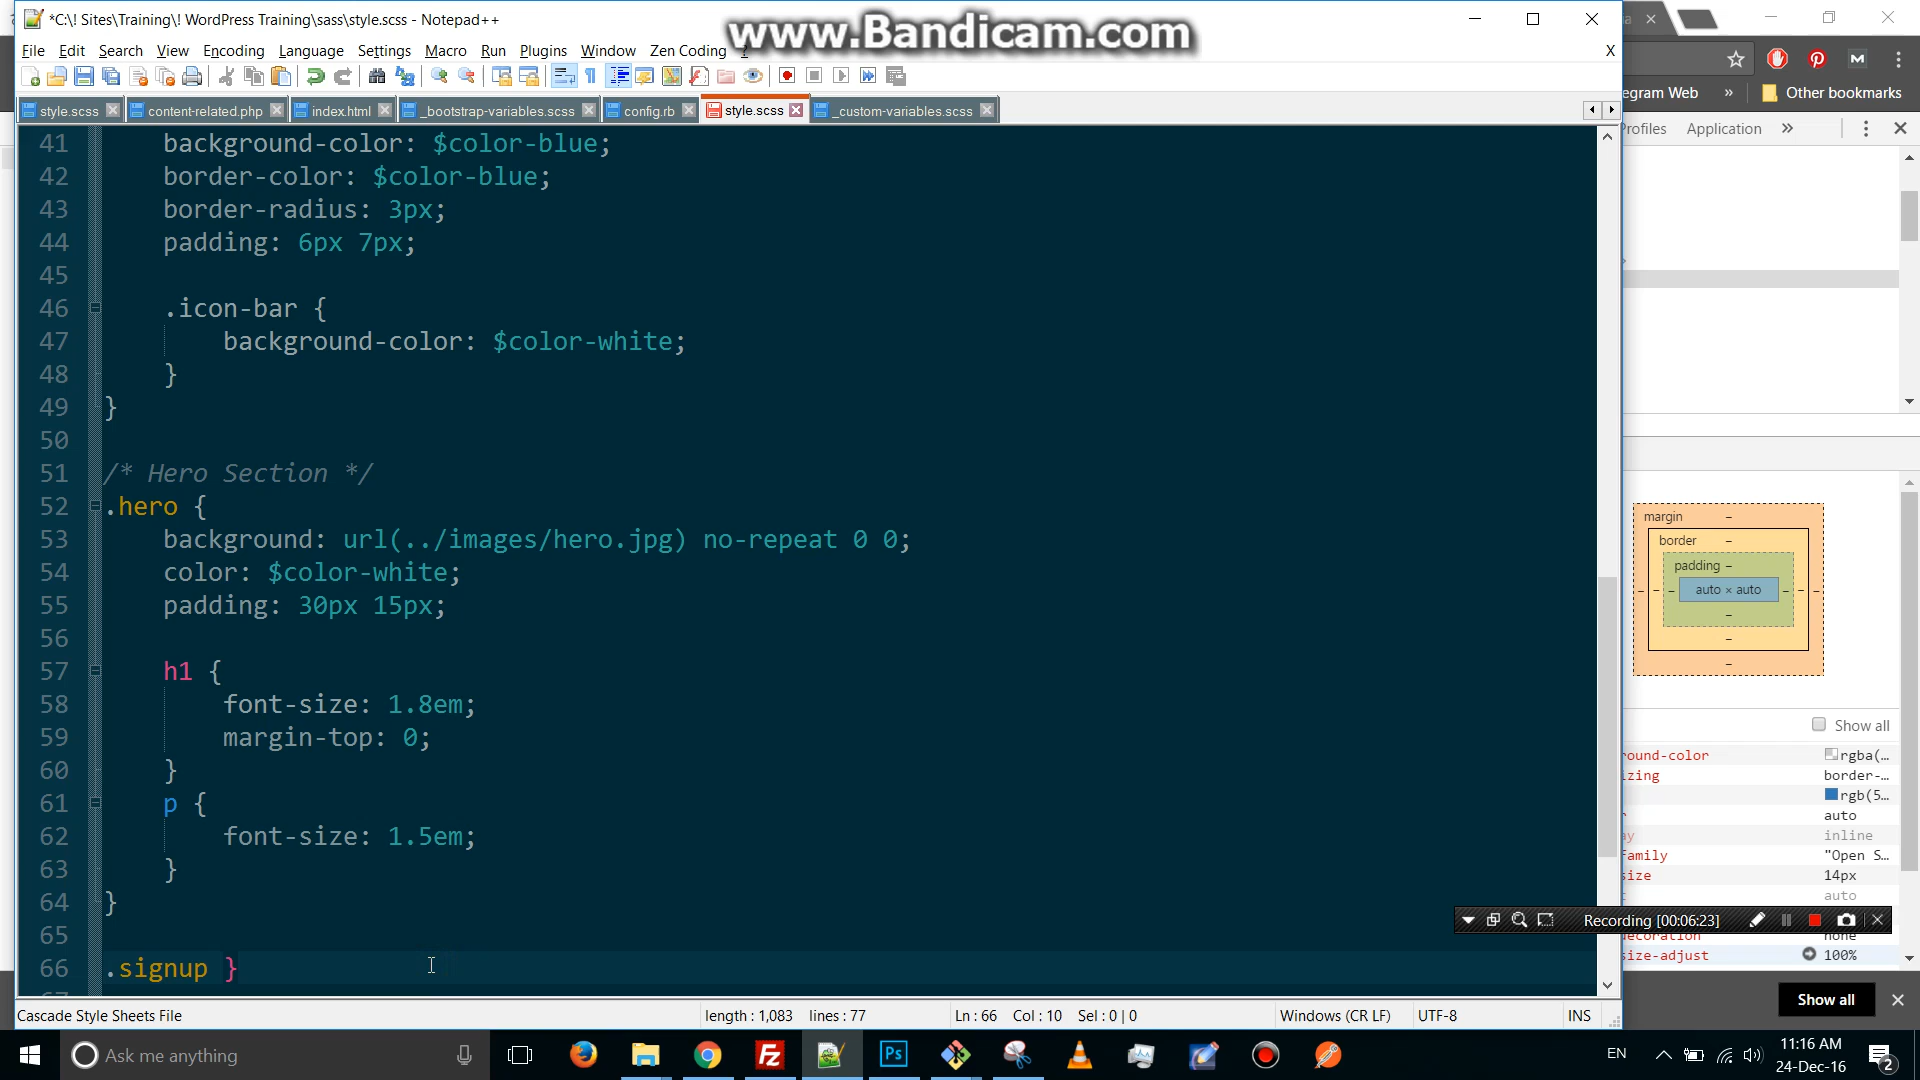 *C:\! Sites\Training\! WordPress Training\sass\style.scss - Notepad++
www.Bandicam.com
File Edit Search View Encoding Language Settings Macro Run Plugins Window Zen Coding ? X
style.scss content-related.php index.html _bootstrap-variables.scss config.rb style.scss _custom-variables.scss
41 background-color: $color-blue;
42 border-color: $color-blue;
43 border-radius: 3px;
44 padding: 6px 7px;
45
46 .icon-bar {
47 background-color: $color-white;
48 }
49 }
50
51 /* Hero Section */
52 .hero {
53 background: url(../images/hero.jpg) no-repeat 0 0;
54 color: $color-white;
55 padding: 30px 15px;
56
57 h1 {
58 font-size: 1.8em;
59 margin-top: 0;
60 }
61 p {
62 font-size: 1.5em;
63 }
64 }
65
66 .signup }
Cascade Style Sheets File length : 1,083 lines : 77 Ln : 66 Col : 10 Sel : 0 | 0 Windows (CR LF) UTF-8 INS
egram Web » Other bookmarks
rofiles Application »
margin –
border –
padding –
auto × auto
Show all
ound-color rgba(…
izing border-…
rgb(5…
auto
ay inline
amily "Open S…
size 14px
auto
Recording [00:06:23]
ecoration none
size-adjust 100%
Show all
Ask me anything
EN
11:16 AM
24-Dec-16
2